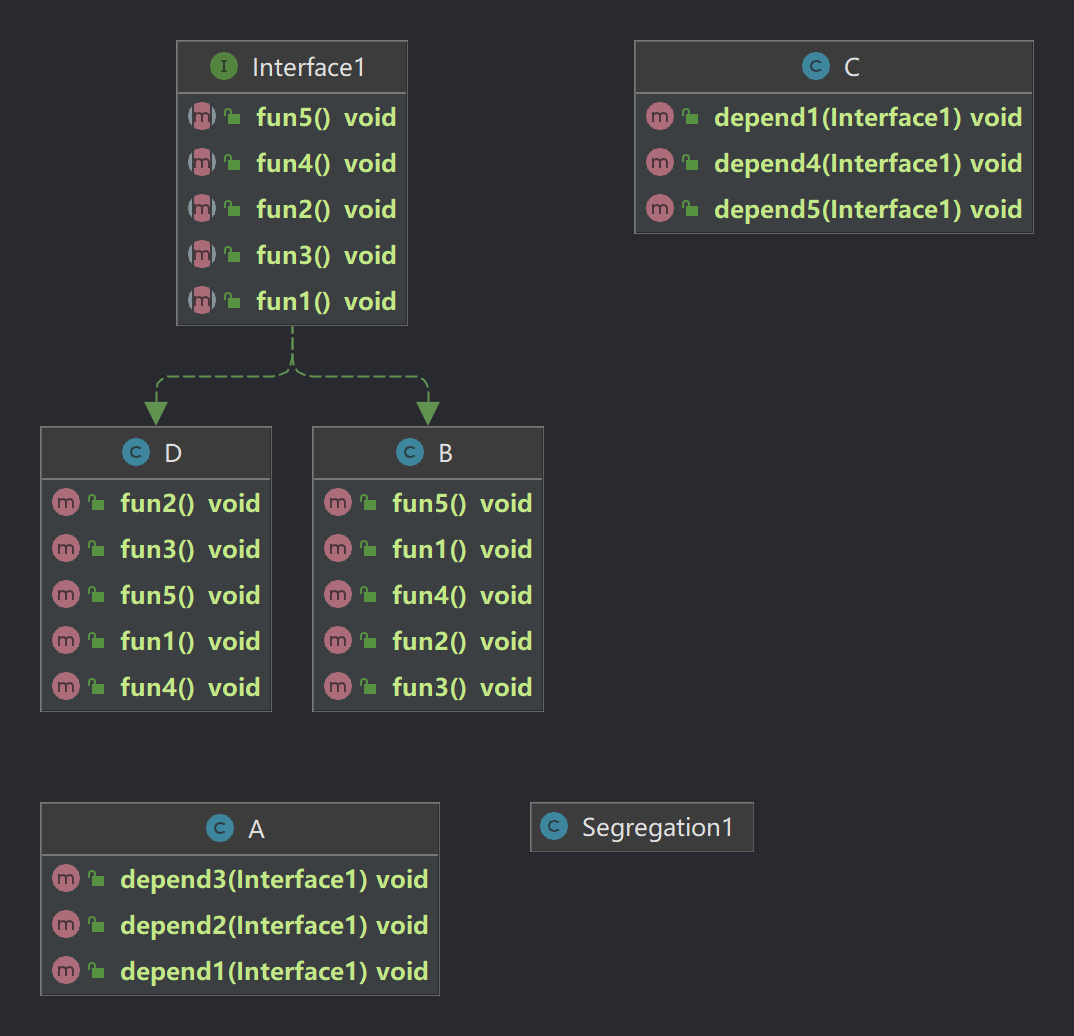 I Interface1
m fun5() void
m fun4() void
m fun2() void
m fun3() void
m fun1() void
C C
m depend1(Interface1) void
m depend4(Interface1) void
m depend5(Interface1) void
C D
m fun2() void
m fun3() void
m fun5() void
m fun1() void
m fun4() void
C B
m fun5() void
m fun1() void
m fun4() void
m fun2() void
m fun3() void
C A
m depend3(Interface1) void
m depend2(Interface1) void
m depend1(Interface1) void
C Segregation1